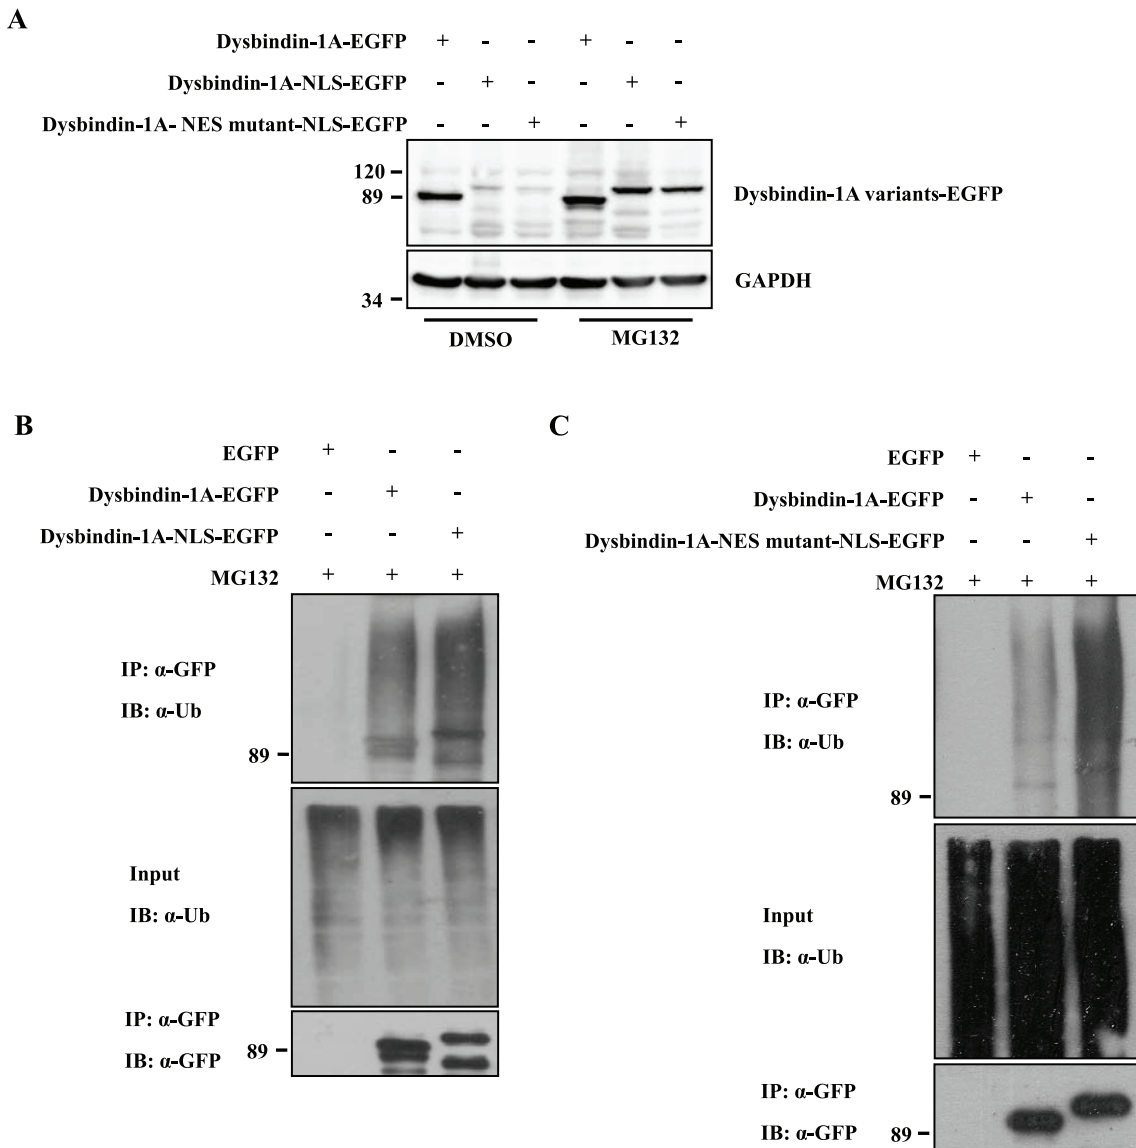 A
Dysbindin-1A-EGFP + - - + - -
Dysbindin-1A-NLS-EGFP - + - - + -
Dysbindin-1A- NES mutant-NLS-EGFP - - + - - +
120
89
Dysbindin-1A variants-EGFP
GAPDH
34
DMSO MG132
B
EGFP + - -
Dysbindin-1A-EGFP - + -
Dysbindin-1A-NLS-EGFP - - +
MG132 + + +
IP: α-GFP
IB: α-Ub
89
Input
IB: α-Ub
IP: α-GFP
IB: α-GFP
89
C
EGFP + - -
Dysbindin-1A-EGFP - + -
Dysbindin-1A-NES mutant-NLS-EGFP - - +
MG132 + + +
IP: α-GFP
IB: α-Ub
89
Input
IB: α-Ub
IP: α-GFP
IB: α-GFP
89